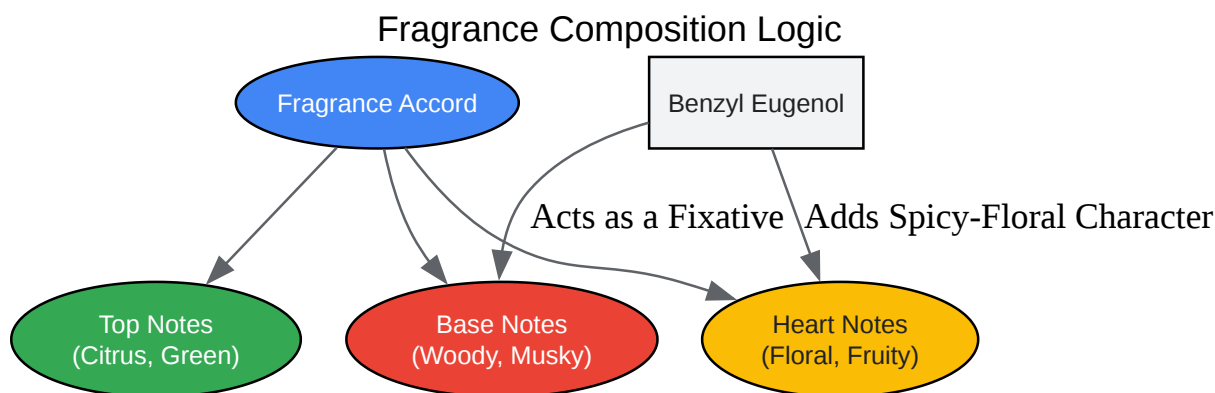 Fragrance Composition Logic
Fragrance Accord
Benzyl Eugenol
Acts as a Fixative
Adds Spicy-Floral Character
Top Notes
(Citrus, Green)
Base Notes
(Woody, Musky)
Heart Notes
(Floral, Fruity)